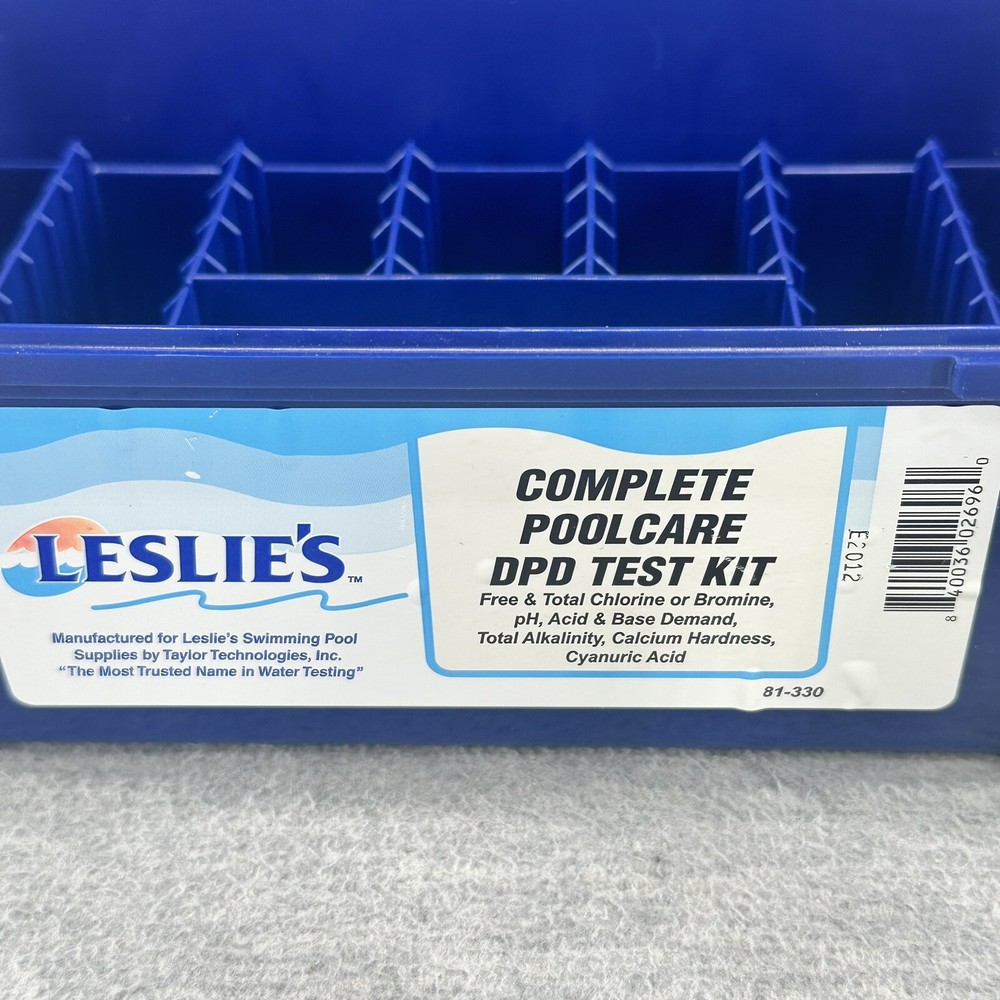 LESLIE'S™
Manufactured for Leslie's Swimming Pool
Supplies by Taylor Technologies, Inc.
"The Most Trusted Name in Water Testing"
COMPLETE
POOLCARE
DPD TEST KIT
Free & Total Chlorine or Bromine,
pH, Acid & Base Demand,
Total Alkalinity, Calcium Hardness,
Cyanuric Acid
81-330
E2012
8 40036 02696 0